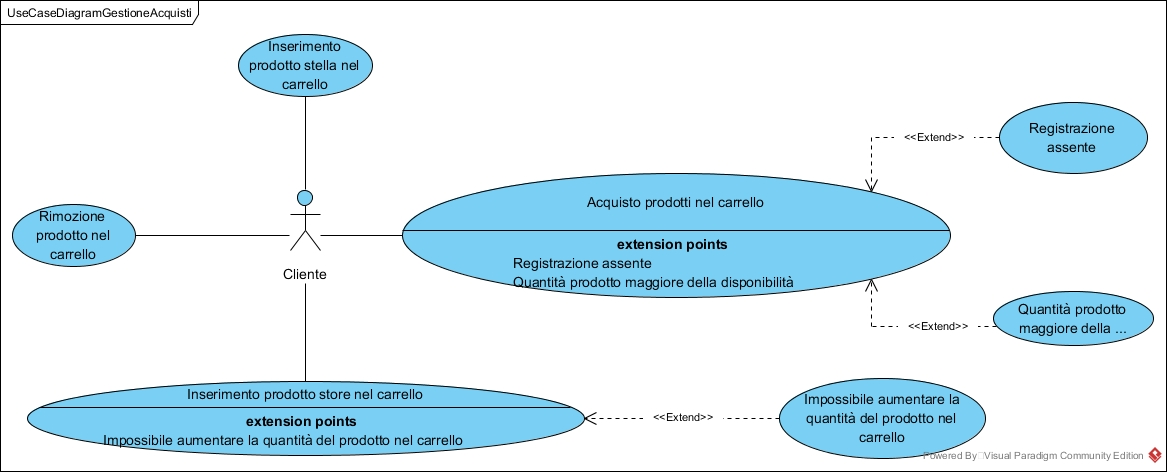 UseCaseDiagramGestioneAcquisti
Inserimento
prodotto stella nel
carrello
Registrazione
assente
<<Extend>>
Acquisto prodotti nel carrello
extension points
Registrazione assente
Quantità prodotto maggiore della disponibilità
Rimozione
prodotto nel
carrello
Cliente
Quantità prodotto
maggiore della ...
<<Extend>>
Inserimento prodotto store nel carrello
extension points
Impossibile aumentare la quantità del prodotto nel carrello
<<Extend>>
Impossibile aumentare la
quantità del prodotto nel
carrello
Powered By Visual Paradigm Community Edition